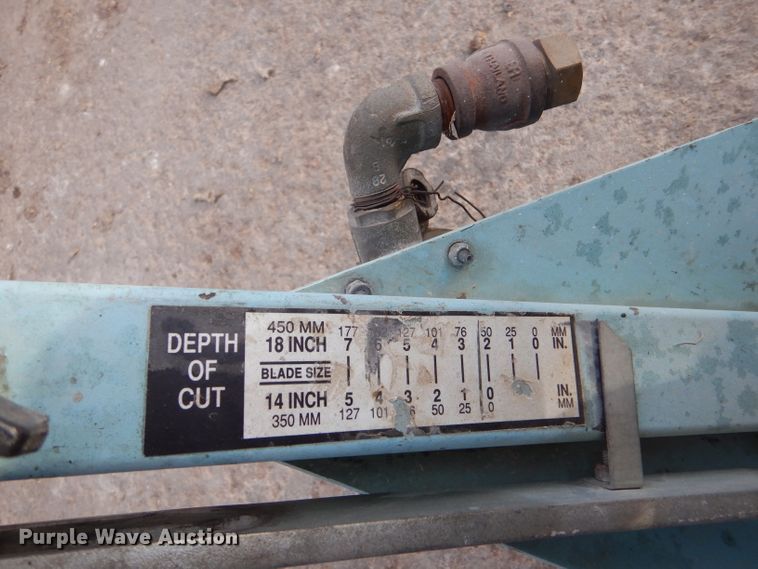 DEPTH
OF
CUT
450 MM 177 127 101 76 50 25 0 MM
18 INCH 7 6 5 4 3 2 1 0 IN.
BLADE SIZE
14 INCH 5 4 3 2 1 0 IN.
350 MM 127 101 50 25 0 MM
Purple Wave Auction